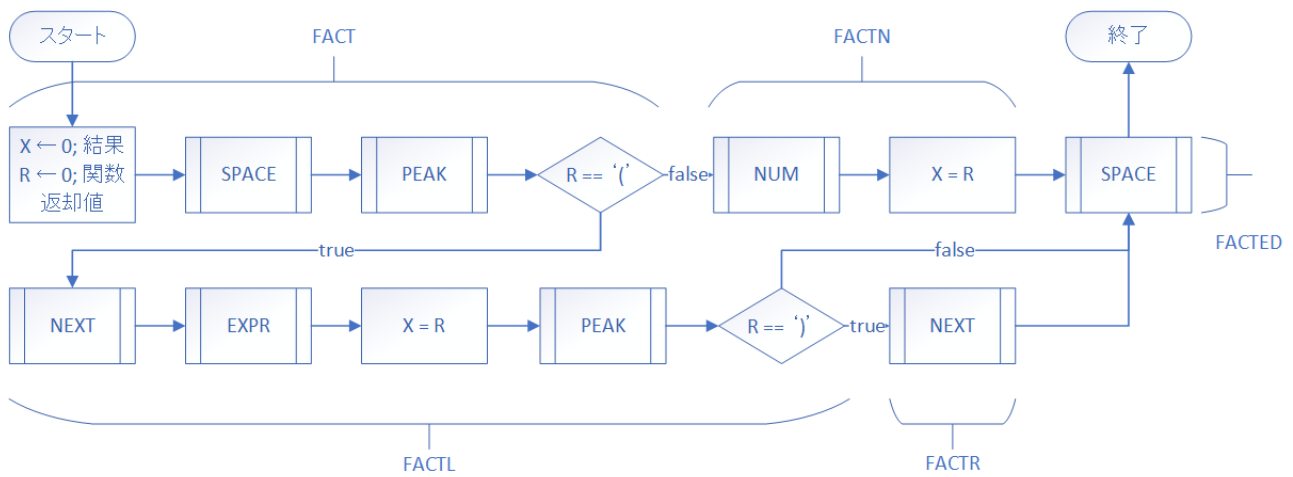 スタート
FACT
FACTN
終了
X ← 0; 結果
R ← 0; 関数
返却値
SPACE
PEAK
R == ‘(’
false
NUM
X = R
SPACE
FACTED
true
false
NEXT
EXPR
X = R
PEAK
R == ‘)’
true
NEXT
FACTL
FACTR